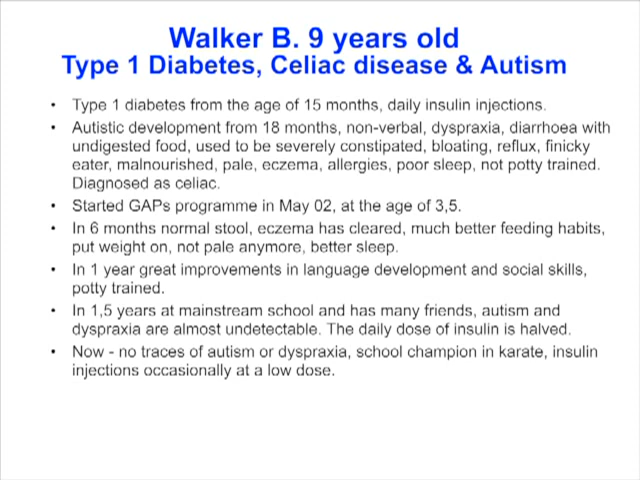 Walker B. 9 years old
Type 1 Diabetes, Celiac disease & Autism
• Type 1 diabetes from the age of 15 months, daily insulin injections.
• Autistic development from 18 months, non-verbal, dyspraxia, diarrhoea with
undigested food, used to be severely constipated, bloating, reflux, finicky
eater, malnourished, pale, eczema, allergies, poor sleep, not potty trained.
Diagnosed as celiac.
• Started GAPs programme in May 02, at the age of 3,5.
• In 6 months normal stool, eczema has cleared, much better feeding habits,
put weight on, not pale anymore, better sleep.
• In 1 year great improvements in language development and social skills,
potty trained.
• In 1,5 years at mainstream school and has many friends, autism and
dyspraxia are almost undetectable. The daily dose of insulin is halved.
• Now - no traces of autism or dyspraxia, school champion in karate, insulin
injections occasionally at a low dose.